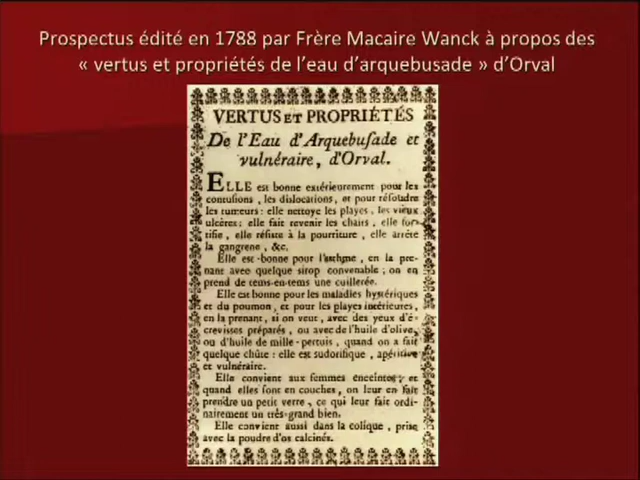 Prospectus édité en 1788 par Frère Macaire Wanck à propos des
« vertus et propriétés de l'eau d'arquebusade » d'Orval
VERTUS ET PROPRIÉTÉS
De l'Eau d'Arquebuſade et
vulnéraire, d'Orval.
ELLE est bonne extérieurement pour les
contuſions, les dislocations, et pour réſoudre
les tumeurs: elle nettoye les playes, les vieux
ulcères; elle fait revenir les chairs, elle for-
tifie, elle réſiste à la pourriture, elle arrête
la gangrene, &c.
Elle est bonne pour l'asthme, en la pre-
nant avec quelque sirop convenable; on en
prend de tems-en-tems une cuillerée.
Elle est bonne pour les maladies hystériques
et du poumon, et pour les playes intérieures,
en la prenant, si on veut, avec des yeux d'é-
crevisses préparés, ou avec de l'huile d'olive,
ou d'huile de mille-pertuis, quand on a fait
quelque chûte: elle est sudorifique, apéritive
et vulnéraire.
Elle convient aux femmes enceintes, et
quand elles ſont en couches, on leur en fait
prendre un petit verre, ce qui leur fait ordi-
nairement un très-grand bien.
Elle convient aussi dans la colique, prise
avec la poudre d'os calcinés.